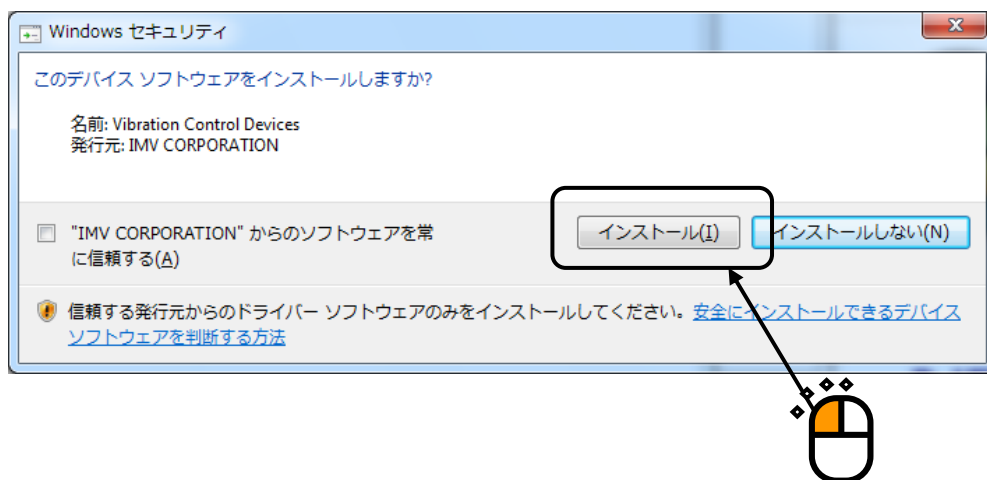 Windows セキュリティ
このデバイス ソフトウェアをインストールしますか?
名前: Vibration Control Devices
発行元: IMV CORPORATION
"IMV CORPORATION" からのソフトウェアを常
に信頼する(A)
インストール(I)
インストールしない(N)
信頼する発行元からのドライバー ソフトウェアのみをインストールしてください。安全にインストールできるデバイス
ソフトウェアを判断する方法